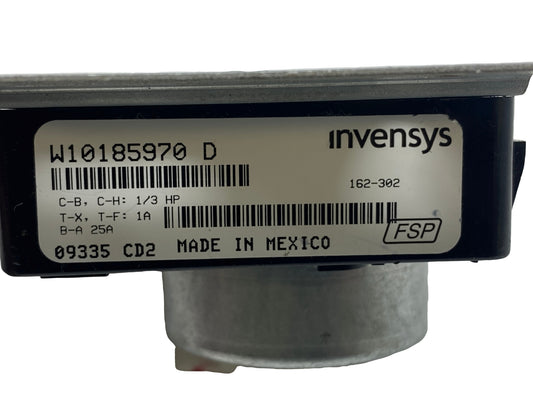 W10185970 D
invensys
162-302
C-B, C-H: 1/3 HP
T-X, T-F: 1A
B-A 25A
FSP
09335 CD2 MADE IN MEXICO